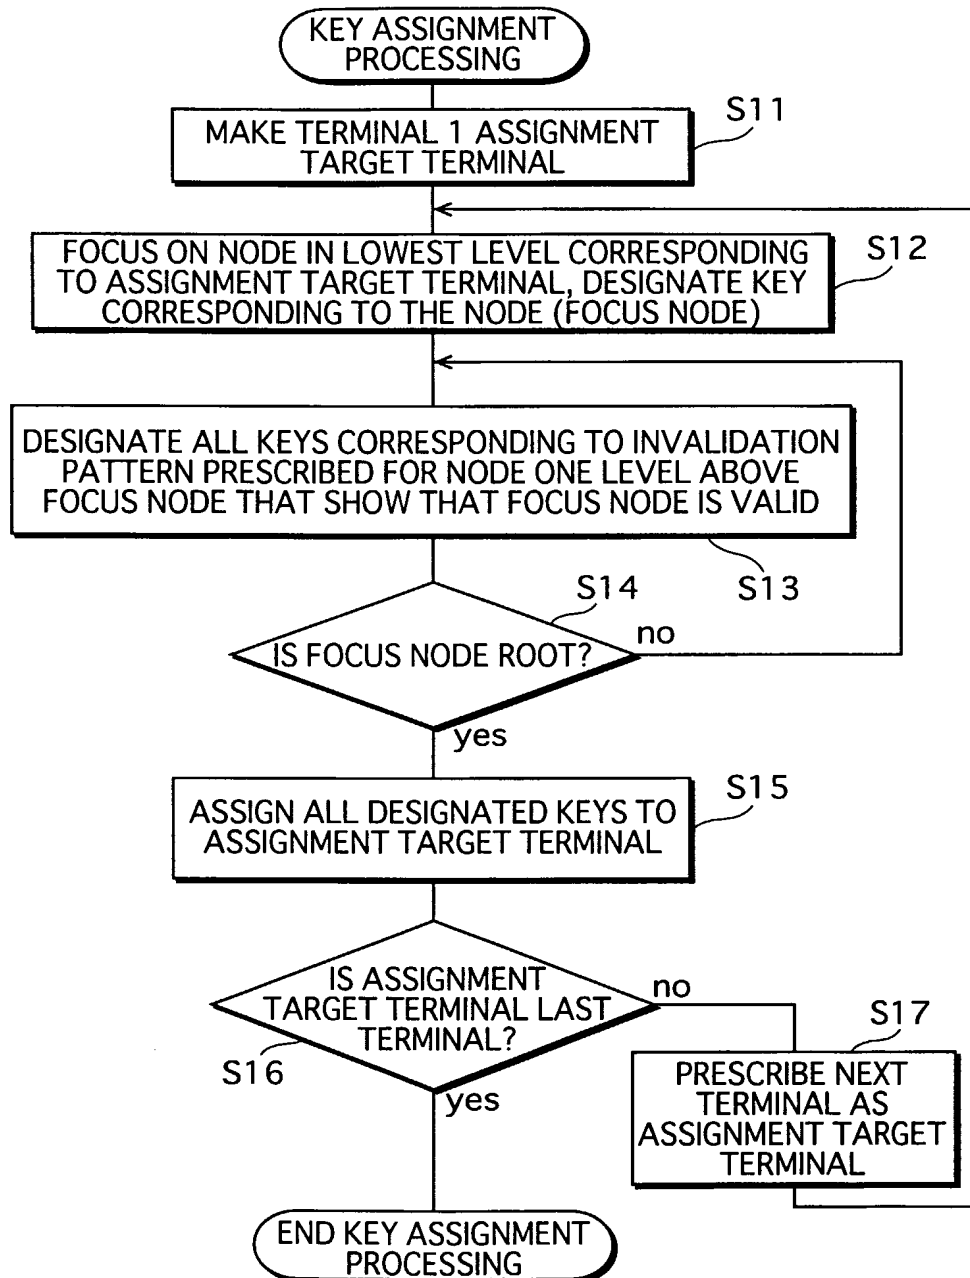 KEY ASSIGNMENT
PROCESSING
S11
MAKE TERMINAL 1 ASSIGNMENT
TARGET TERMINAL
S12
FOCUS ON NODE IN LOWEST LEVEL CORRESPONDING
TO ASSIGNMENT TARGET TERMINAL, DESIGNATE KEY
CORRESPONDING TO THE NODE (FOCUS NODE)
DESIGNATE ALL KEYS CORRESPONDING TO INVALIDATION
PATTERN PRESCRIBED FOR NODE ONE LEVEL ABOVE
FOCUS NODE THAT SHOW THAT FOCUS NODE IS VALID
S13
S14
no
IS FOCUS NODE ROOT?
yes
S15
ASSIGN ALL DESIGNATED KEYS TO
ASSIGNMENT TARGET TERMINAL
IS ASSIGNMENT
TARGET TERMINAL LAST
TERMINAL?
no
S16
yes
S17
PRESCRIBE NEXT
TERMINAL AS
ASSIGNMENT TARGET
TERMINAL
END KEY ASSIGNMENT
PROCESSING